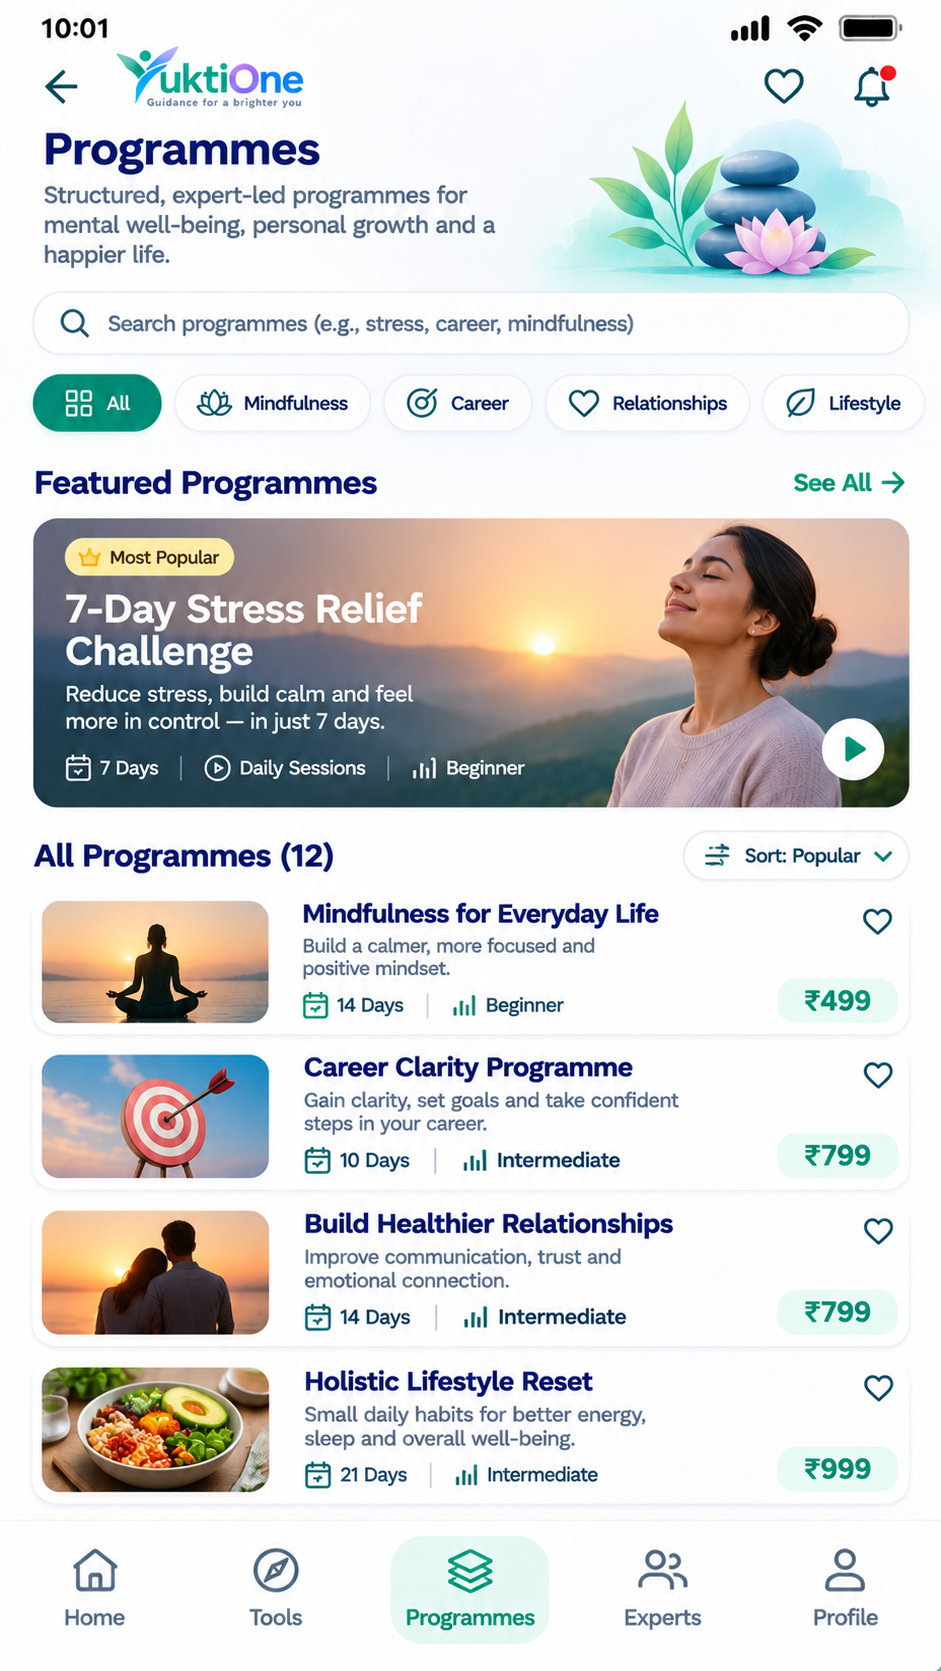 10:01
YuktiOne
Guidance for a brighter you
Programmes
Structured, expert-led programmes for
mental well-being, personal growth and a
happier life.
Search programmes (e.g., stress, career, mindfulness)
All
Mindfulness
Career
Relationships
Lifestyle
Featured Programmes
See All
Most Popular
7-Day Stress Relief
Challenge
Reduce stress, build calm and feel
more in control — in just 7 days.
7 Days
Daily Sessions
Beginner
All Programmes (12)
Sort: Popular
Mindfulness for Everyday Life
Build a calmer, more focused and
positive mindset.
14 Days
Beginner
₹499
Career Clarity Programme
Gain clarity, set goals and take confident
steps in your career.
10 Days
Intermediate
₹799
Build Healthier Relationships
Improve communication, trust and
emotional connection.
14 Days
Intermediate
₹799
Holistic Lifestyle Reset
Small daily habits for better energy,
sleep and overall well-being.
21 Days
Intermediate
₹999
Home
Tools
Programmes
Experts
Profile